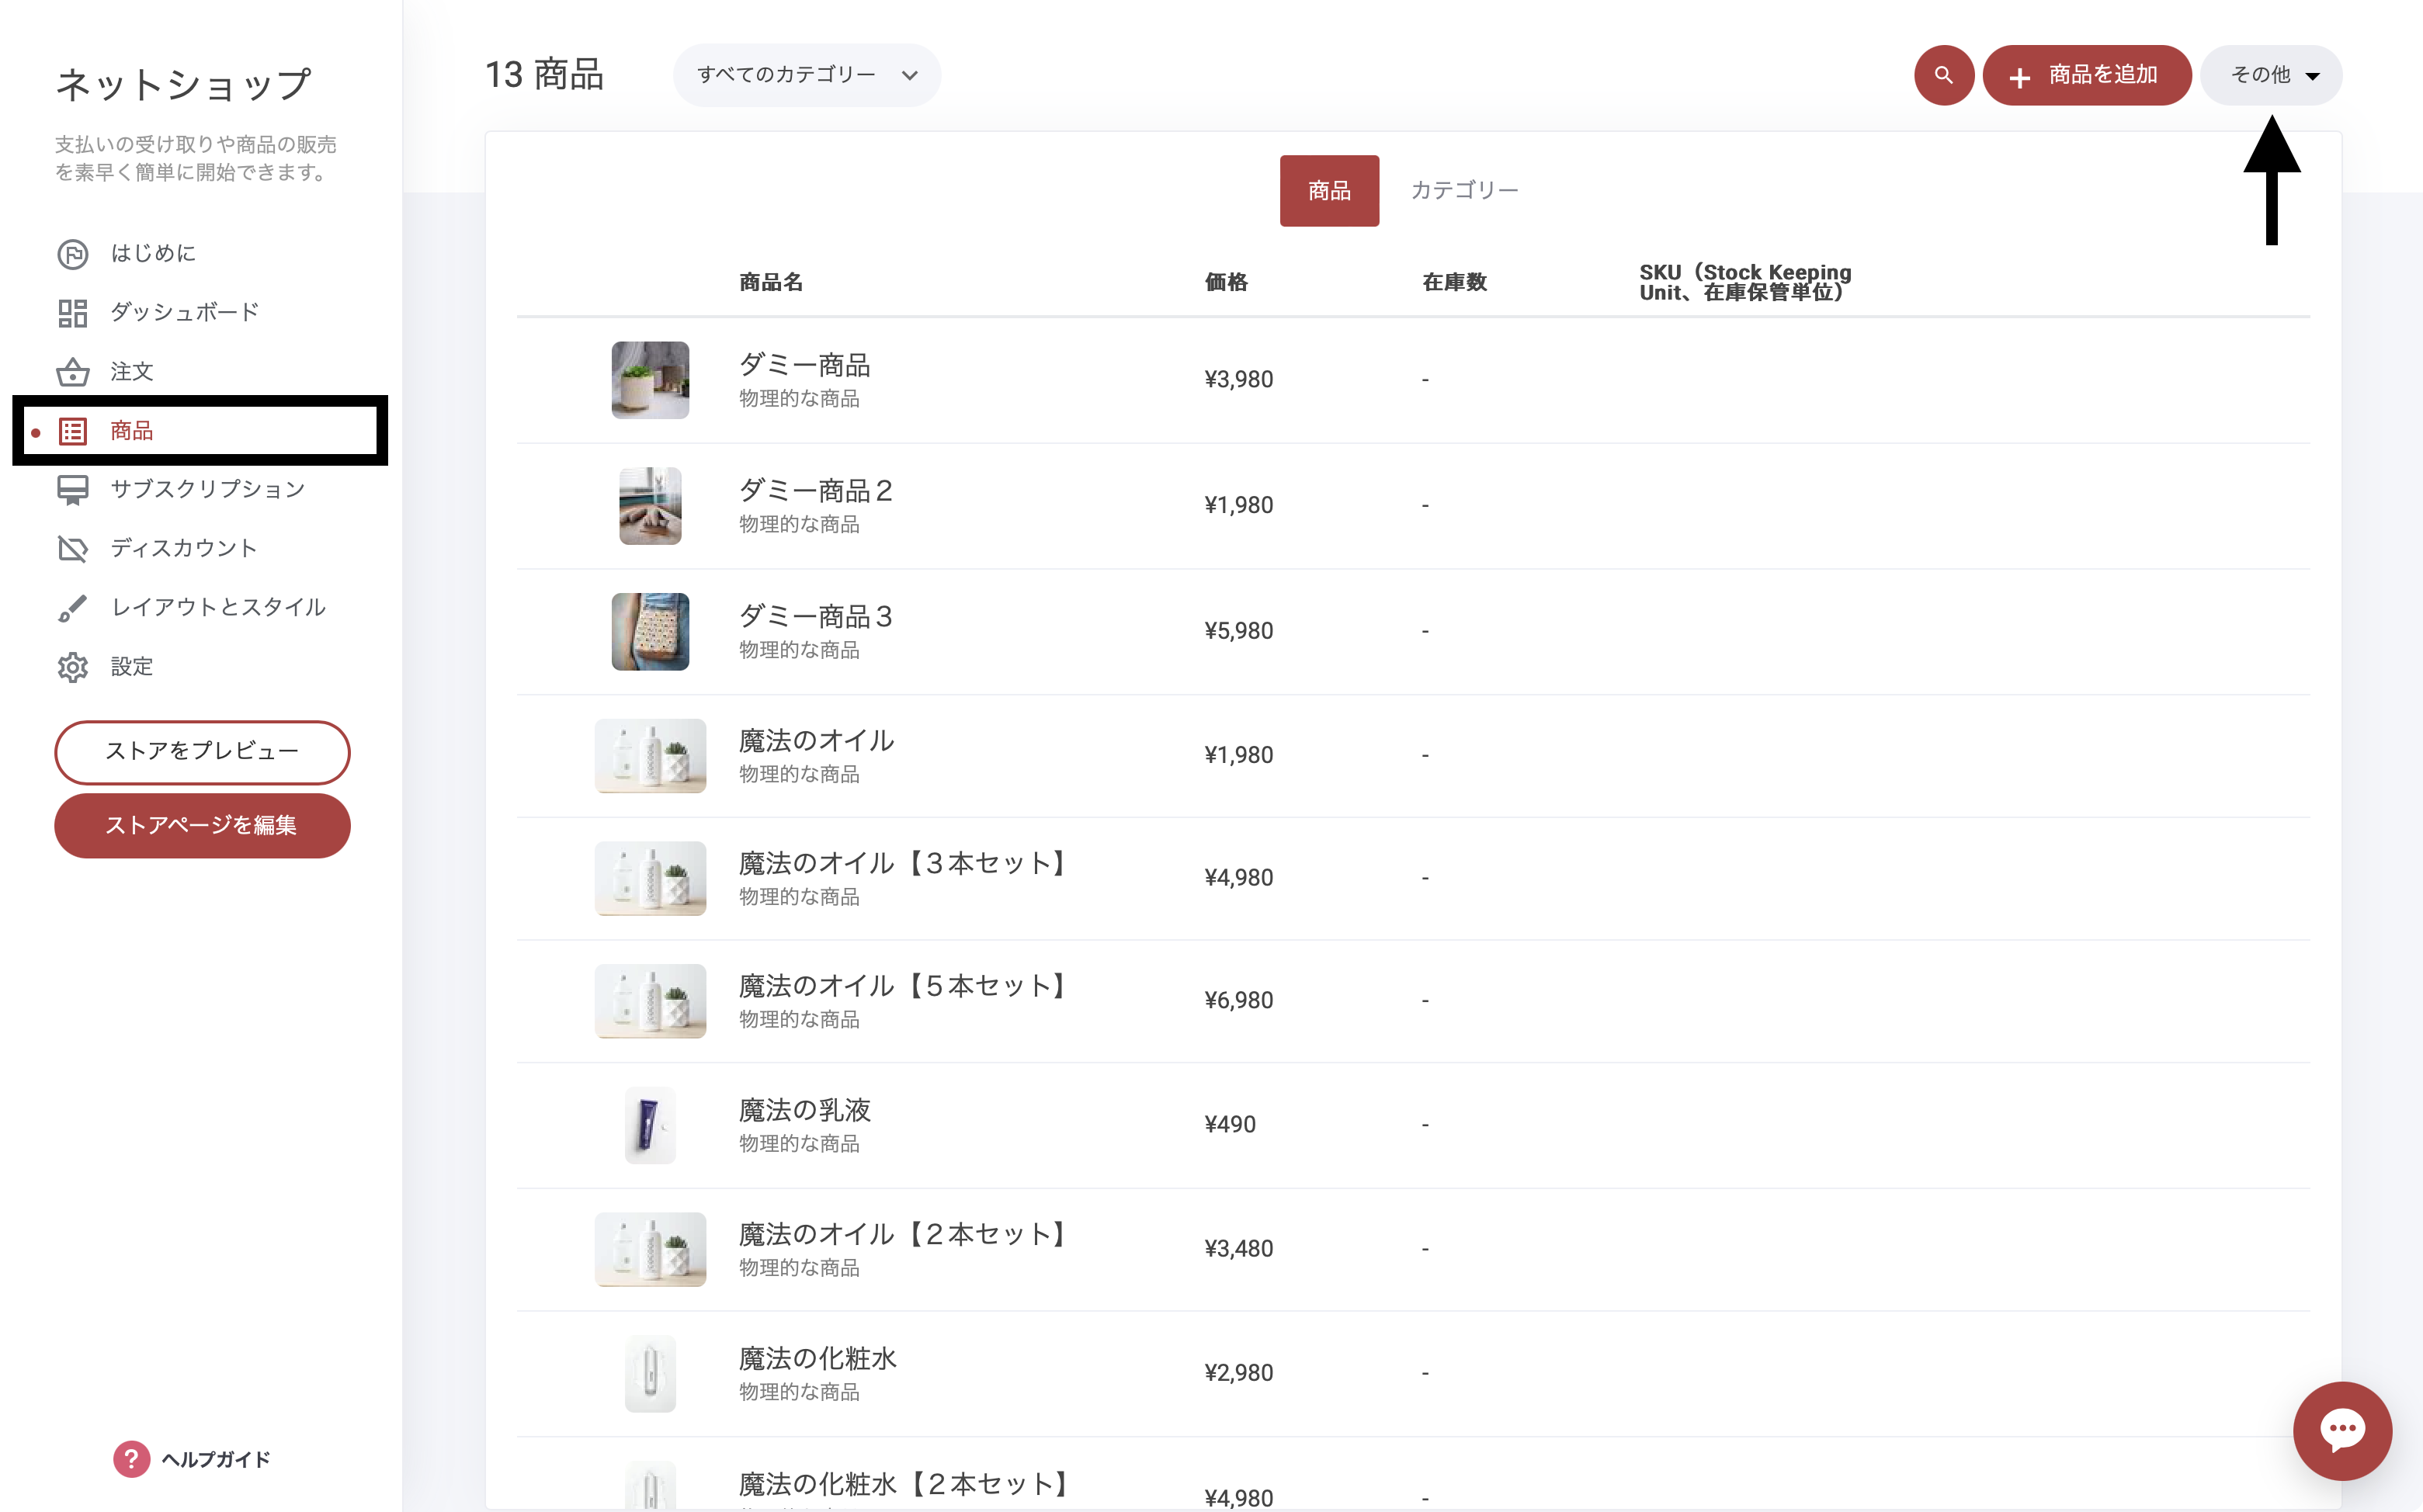 ネットショップ
支払いの受け取りや商品の販売
を素早く簡単に開始できます。
はじめに
ダッシュボード
注文
商品
サブスクリプション
ディスカウント
レイアウトとスタイル
設定
ストアをプレビュー
ストアページを編集
? ヘルプガイド
13 商品
すべてのカテゴリー
+ 商品を追加
その他
商品
カテゴリー
商品名
価格
在庫数
SKU（Stock Keeping
Unit、在庫保管単位）
ダミー商品
物理的な商品
¥3,980
-
ダミー商品２
物理的な商品
¥1,980
-
ダミー商品３
物理的な商品
¥5,980
-
魔法のオイル
物理的な商品
¥1,980
-
魔法のオイル【３本セット】
物理的な商品
¥4,980
-
魔法のオイル【５本セット】
物理的な商品
¥6,980
-
魔法の乳液
物理的な商品
¥490
-
魔法のオイル【２本セット】
物理的な商品
¥3,480
-
魔法の化粧水
物理的な商品
¥2,980
-
魔法の化粧水【２本セット】
¥4,980
-